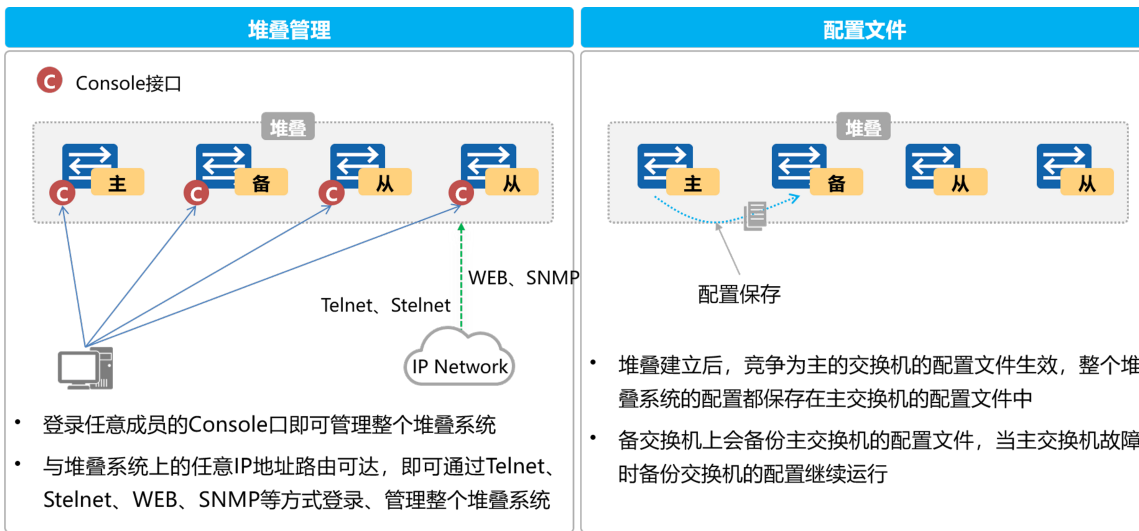 堆叠管理
C Console接口
堆叠
主 备 从 从
C C C C
WEB、SNMP
Telnet、Stelnet
IP Network
• 登录任意成员的Console口即可管理整个堆叠系统
• 与堆叠系统上的任意IP地址路由可达，即可通过Telnet、
Stelnet、WEB、SNMP等方式登录、管理整个堆叠系统
配置文件
堆叠
主 备 从 从
配置保存
• 堆叠建立后，竞争为主的交换机的配置文件生效，整个堆
叠系统的配置都保存在主交换机的配置文件中
• 备交换机上会备份主交换机的配置文件，当主交换机故障
时备份交换机的配置继续运行